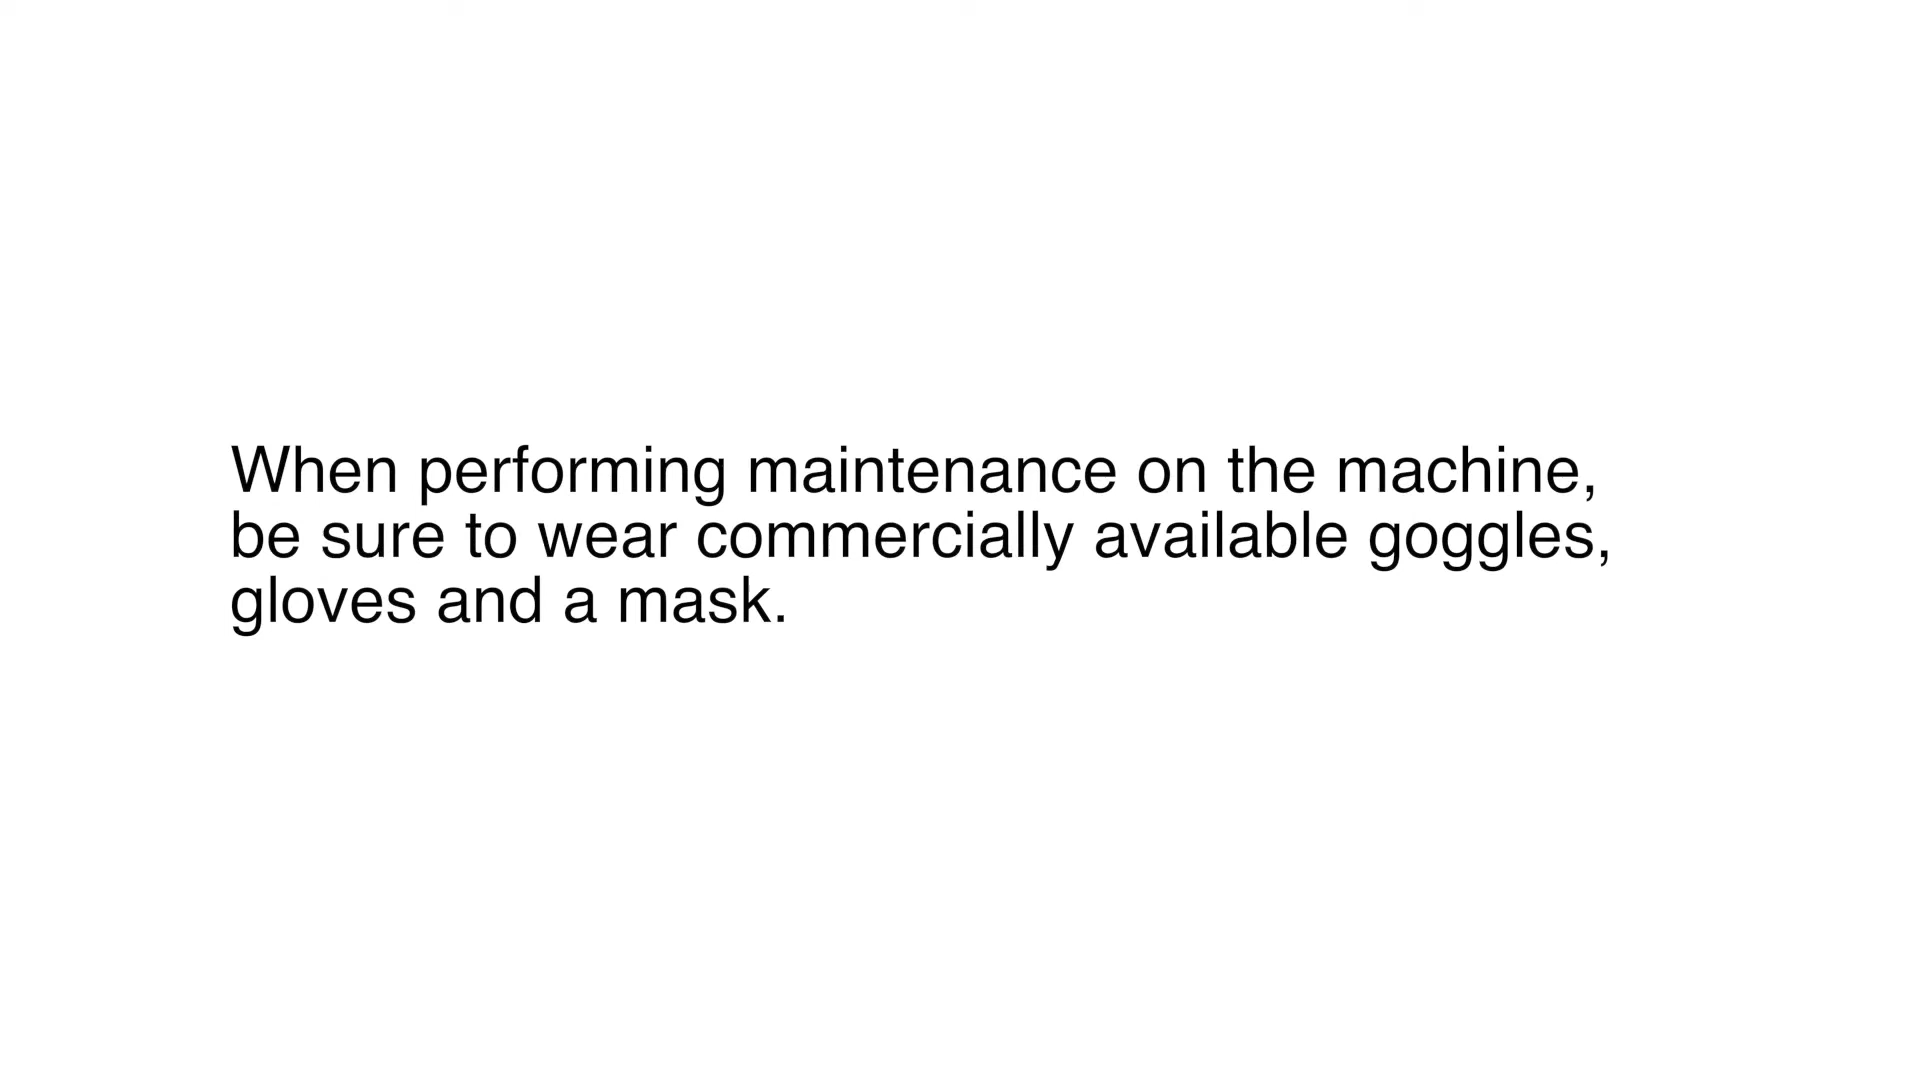 When performing maintenance on the machine,
be sure to wear commercially available goggles,
gloves and a mask.